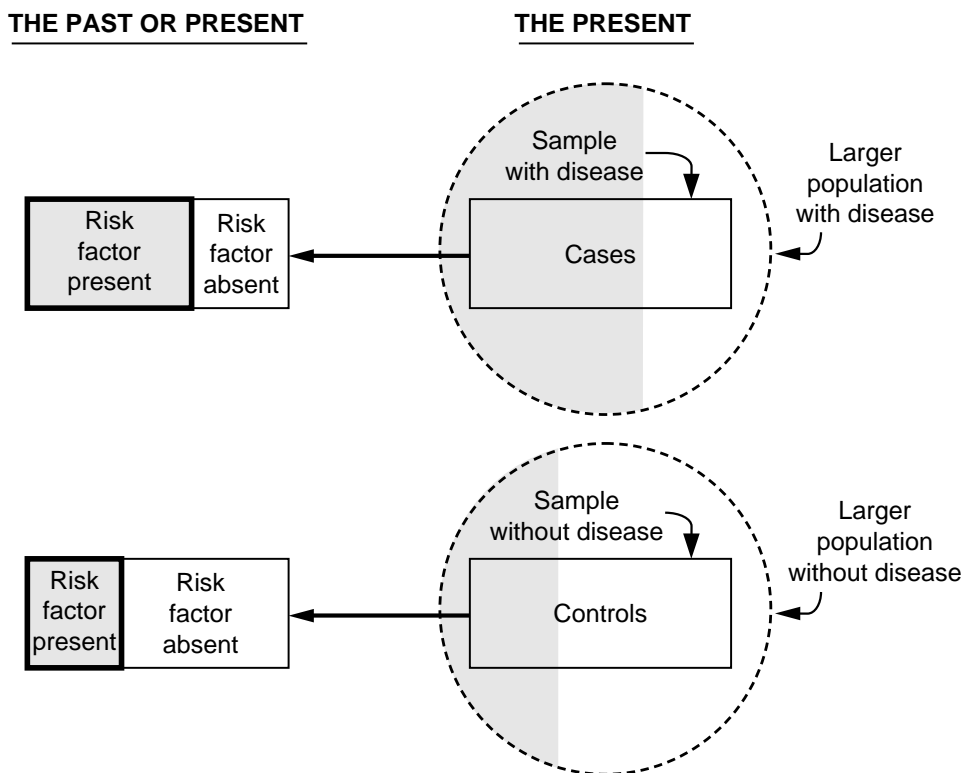 THE PAST OR PRESENT
THE PRESENT
Sample
with disease
Larger
population
with disease
Risk
factor
present
Risk
factor
absent
Cases
Sample
without disease
Larger
population
without disease
Risk
factor
present
Risk
factor
absent
Controls